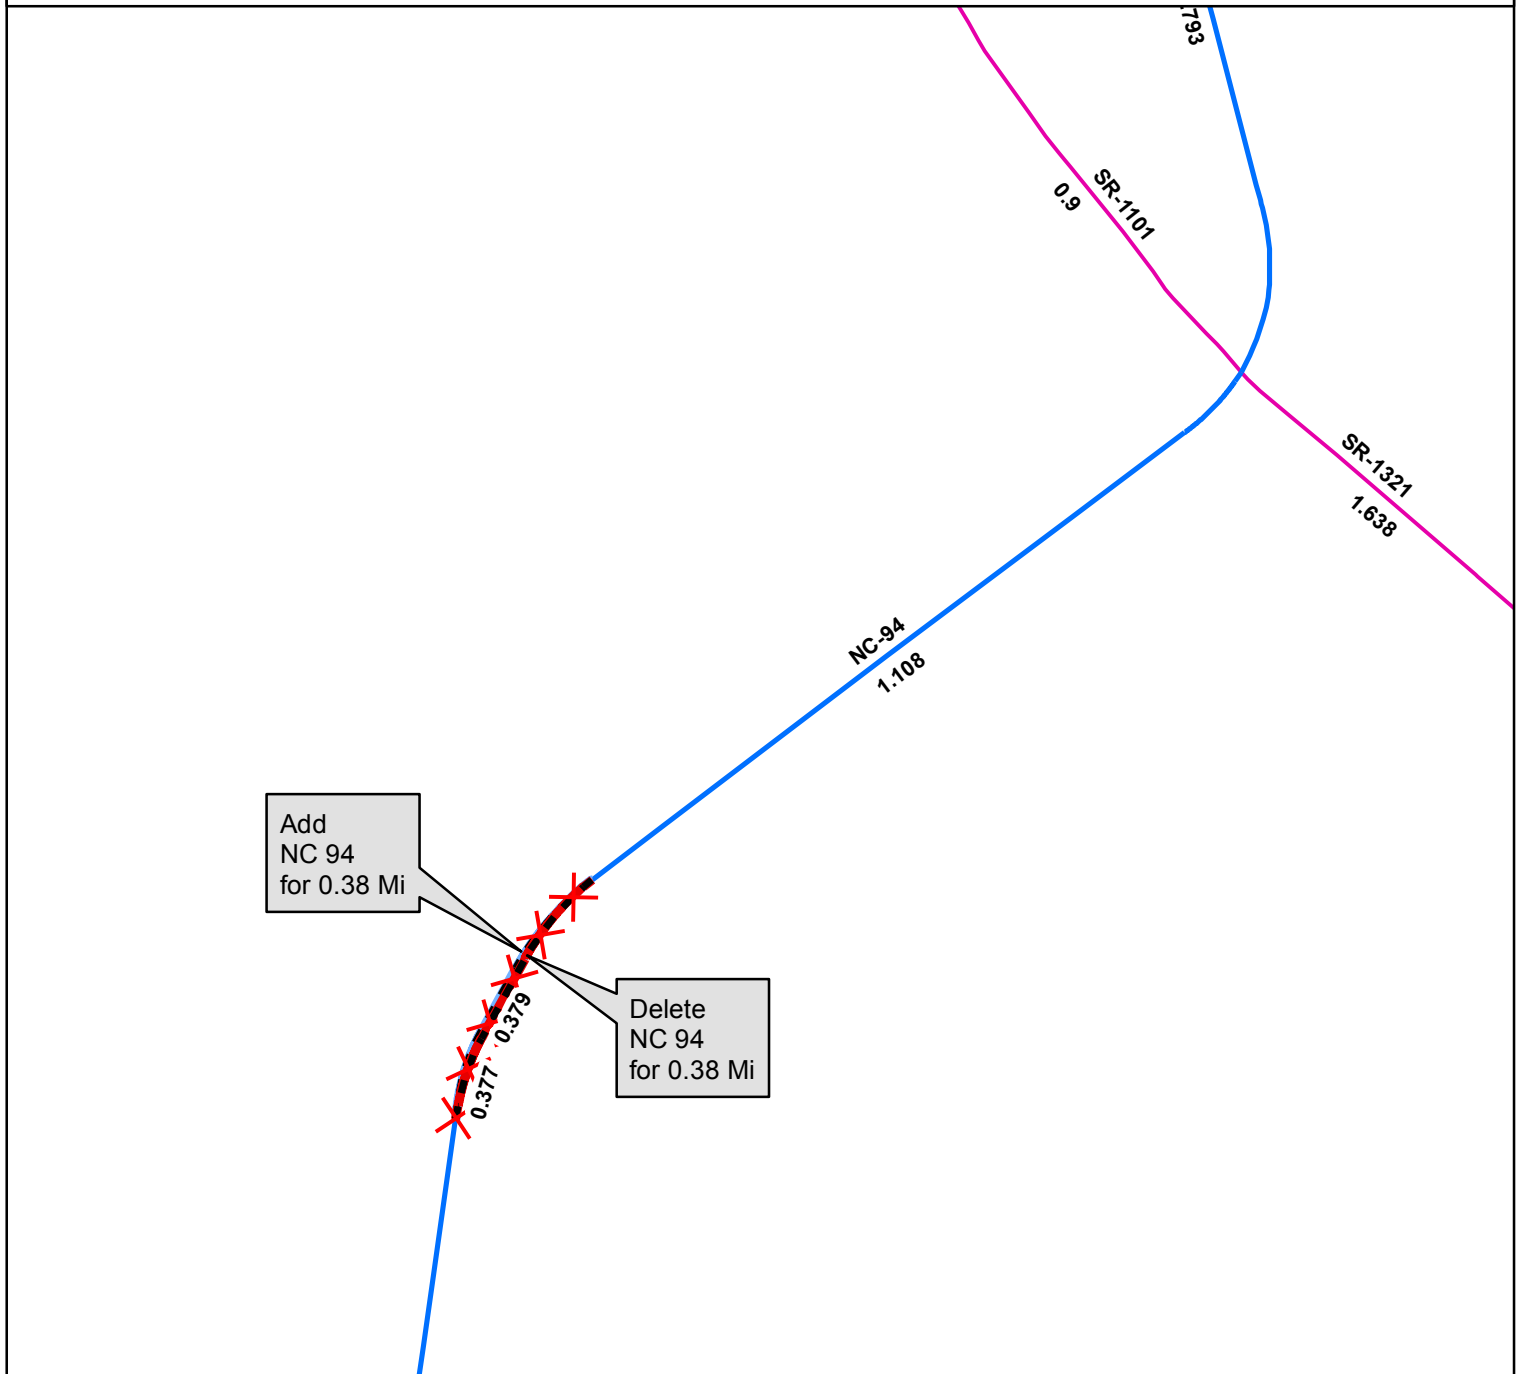 .793
SR-1101
0.9
SR-1321
1.638
NC-94
1.108
Add
NC 94
for 0.38 Mi
0.379
0.377
Delete
NC 94
for 0.38 Mi